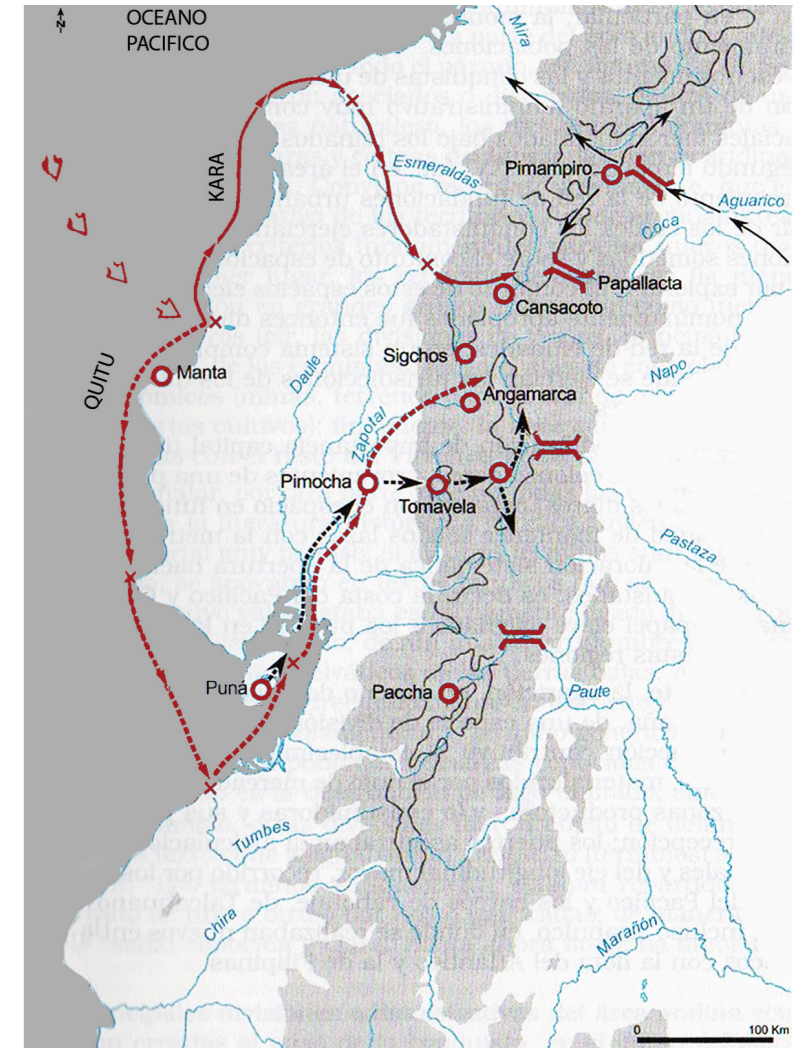 N
OCEANO
PACIFICO
Mira
KARA
Esmeraldas
Pimampiro
Aguarico
Coca
Papallacta
Cansacoto
QUITU
Manta
Daule
Sigchos
Napo
Angamarca
Zapotal
Pimocha
Tomavela
Pastaza
Puná
Paccha
Paute
Tumbes
Chira
Marañón
0 100 Km